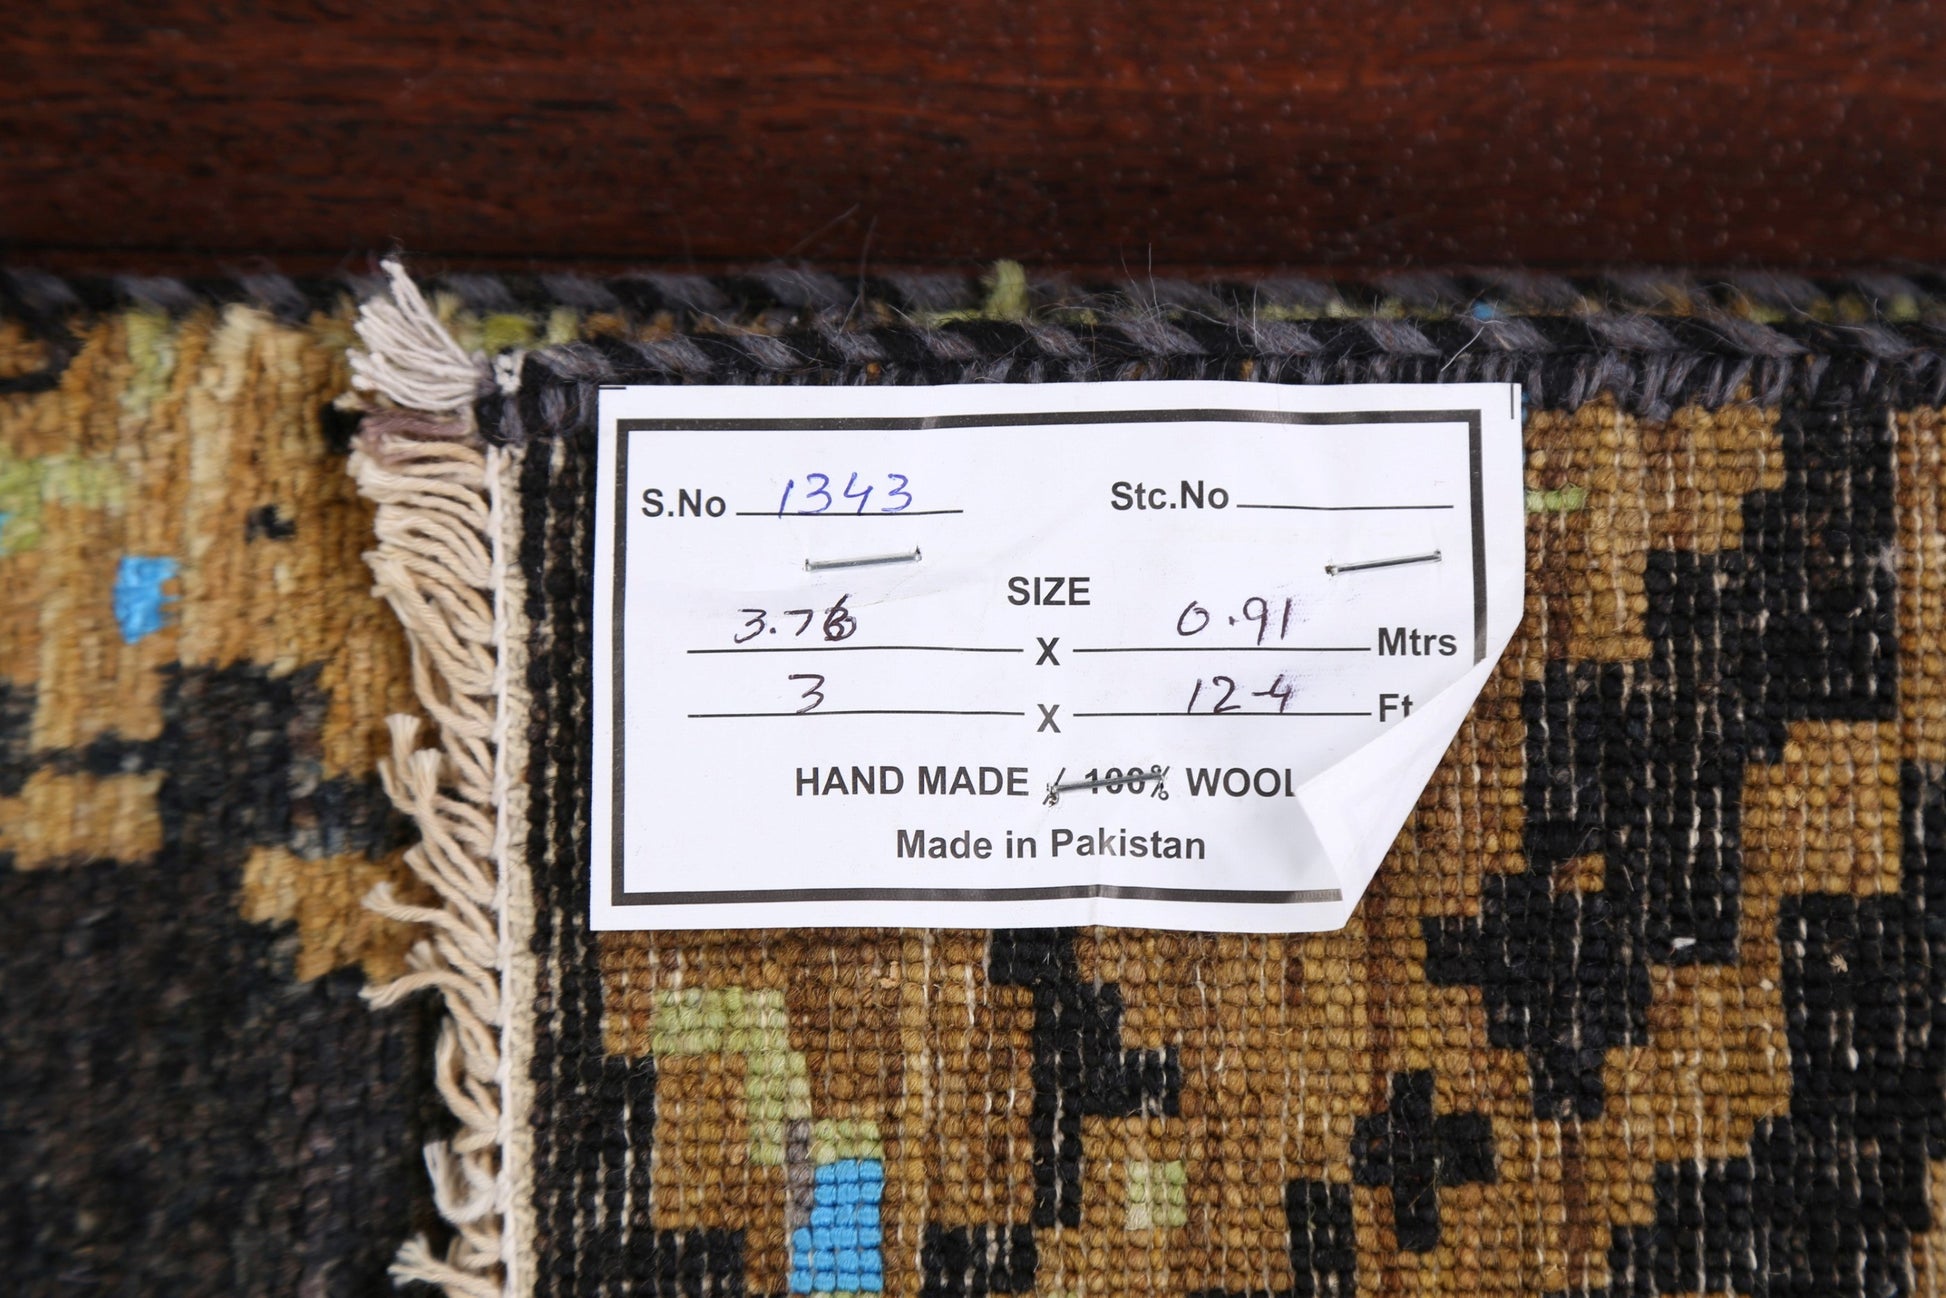 S.No 1343 Stc.No
SIZE
3.76 X 0.91 Mtrs
3 X 12-4 Ft
HAND MADE 100% WOOL
Made in Pakistan